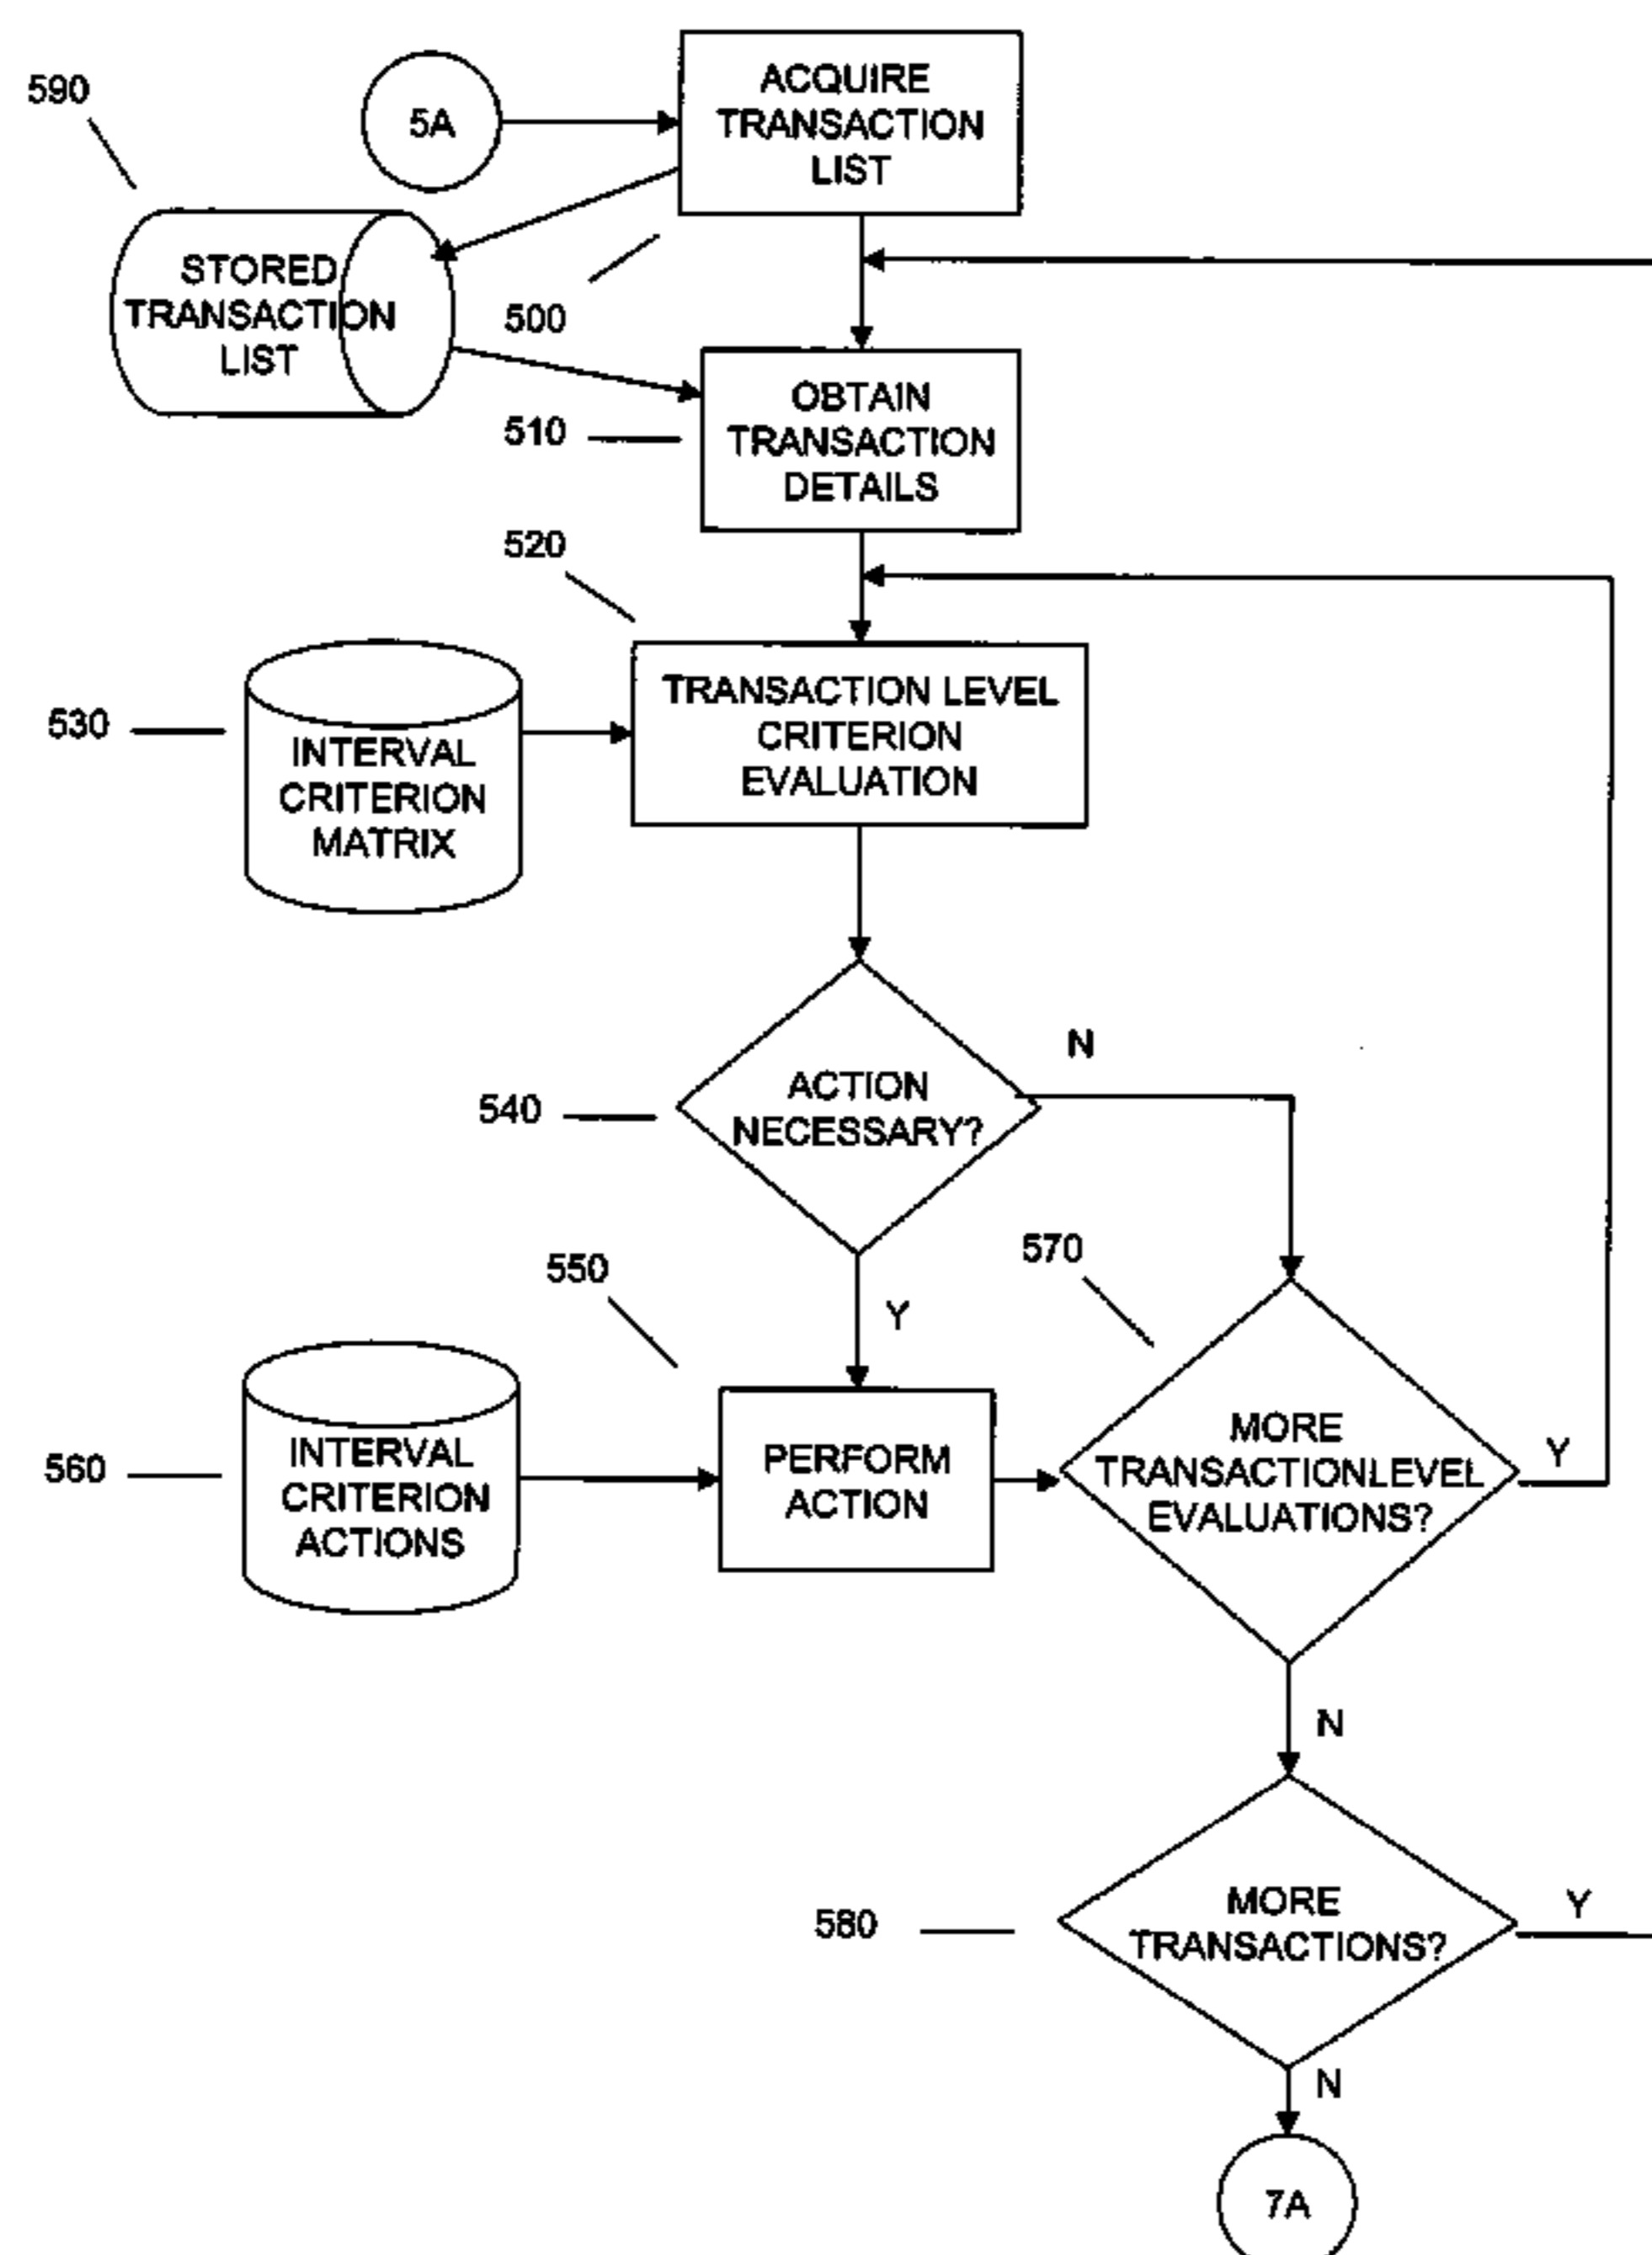 590
5A
ACQUIRE
TRANSACTION
LIST
STORED
TRANSACTION
LIST
500
OBTAIN
TRANSACTION
DETAILS
510
520
TRANSACTION LEVEL
CRITERION
EVALUATION
530
INTERVAL
CRITERION
MATRIX
N
ACTION
NECESSARY?
540
570
550
Y
MORE
TRANSACTIONLEVEL
EVALUATIONS?
Y
560
INTERVAL
CRITERION
ACTIONS
PERFORM
ACTION
N
MORE
TRANSACTIONS?
Y
580
N
7A